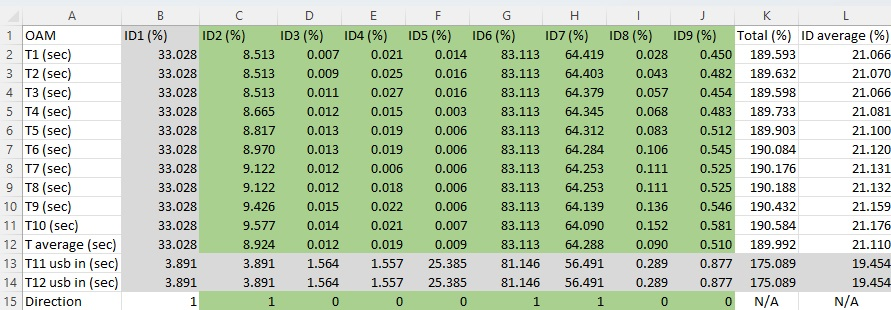 A B C D E F G H I J K L
1 OAM ID1 (%) ID2 (%) ID3 (%) ID4 (%) ID5 (%) ID6 (%) ID7 (%) ID8 (%) ID9 (%) Total (%) ID average (%)
2 T1 (sec) 33.028 8.513 0.007 0.021 0.014 83.113 64.419 0.028 0.450 189.593 21.066
3 T2 (sec) 33.028 8.513 0.009 0.025 0.016 83.113 64.403 0.043 0.482 189.632 21.070
4 T3 (sec) 33.028 8.513 0.011 0.027 0.016 83.113 64.379 0.057 0.454 189.598 21.066
5 T4 (sec) 33.028 8.665 0.012 0.015 0.003 83.113 64.345 0.068 0.483 189.733 21.081
6 T5 (sec) 33.028 8.817 0.013 0.019 0.006 83.113 64.312 0.083 0.512 189.903 21.100
7 T6 (sec) 33.028 8.970 0.013 0.019 0.006 83.113 64.284 0.106 0.545 190.084 21.120
8 T7 (sec) 33.028 9.122 0.012 0.006 0.006 83.113 64.253 0.111 0.525 190.176 21.131
9 T8 (sec) 33.028 9.122 0.012 0.018 0.006 83.113 64.253 0.111 0.525 190.188 21.132
10 T9 (sec) 33.028 9.426 0.015 0.022 0.006 83.113 64.139 0.136 0.546 190.432 21.159
11 T10 (sec) 33.028 9.577 0.014 0.021 0.007 83.113 64.090 0.152 0.581 190.584 21.176
12 T average (sec) 33.028 8.924 0.012 0.019 0.009 83.113 64.288 0.090 0.510 189.992 21.110
13 T11 usb in (sec) 3.891 3.891 1.564 1.557 25.385 81.146 56.491 0.289 0.877 175.089 19.454
14 T12 usb in (sec) 3.891 3.891 1.564 1.557 25.385 81.146 56.491 0.289 0.877 175.089 19.454
15 Direction 1 1 0 0 0 1 1 0 0 N/A N/A